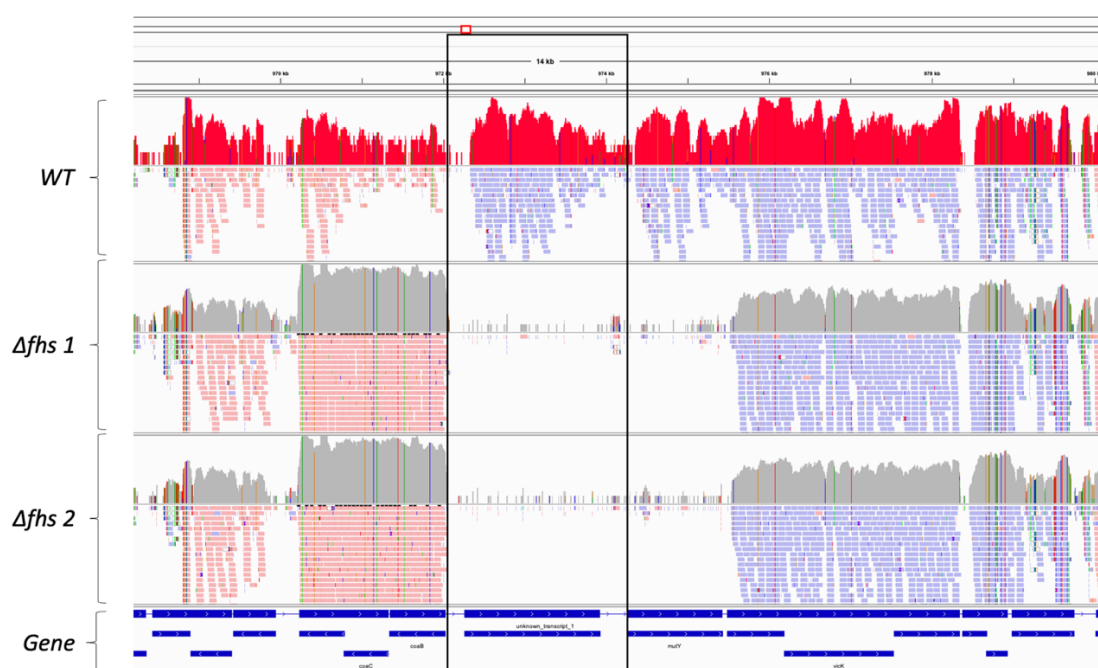 14 kb
970 kb
972 kb
974 kb
976 kb
978 kb
WT
Δfhs 1
Δfhs 2
unknown_transcript_1
coaB
mutY
Gene
coaC
vicK